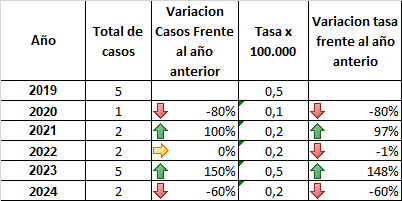 Año Total de casos Variacion Casos Frente al año anterior Tasa x 100.000 Variacion tasa frente al año anterio
2019 5 0,5
2020 1 -80% 0,1 -80%
2021 2 100% 0,2 97%
2022 2 0% 0,2 -1%
2023 5 150% 0,5 148%
2024 2 -60% 0,2 -60%